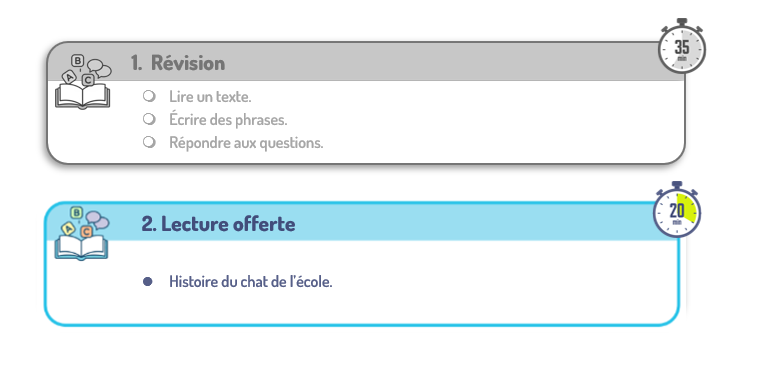 35
min
B
A
C
1. Révision
Lire un texte.
Écrire des phrases.
Répondre aux questions.
20
min
B
A
C
2. Lecture offerte
Histoire du chat de l'école.